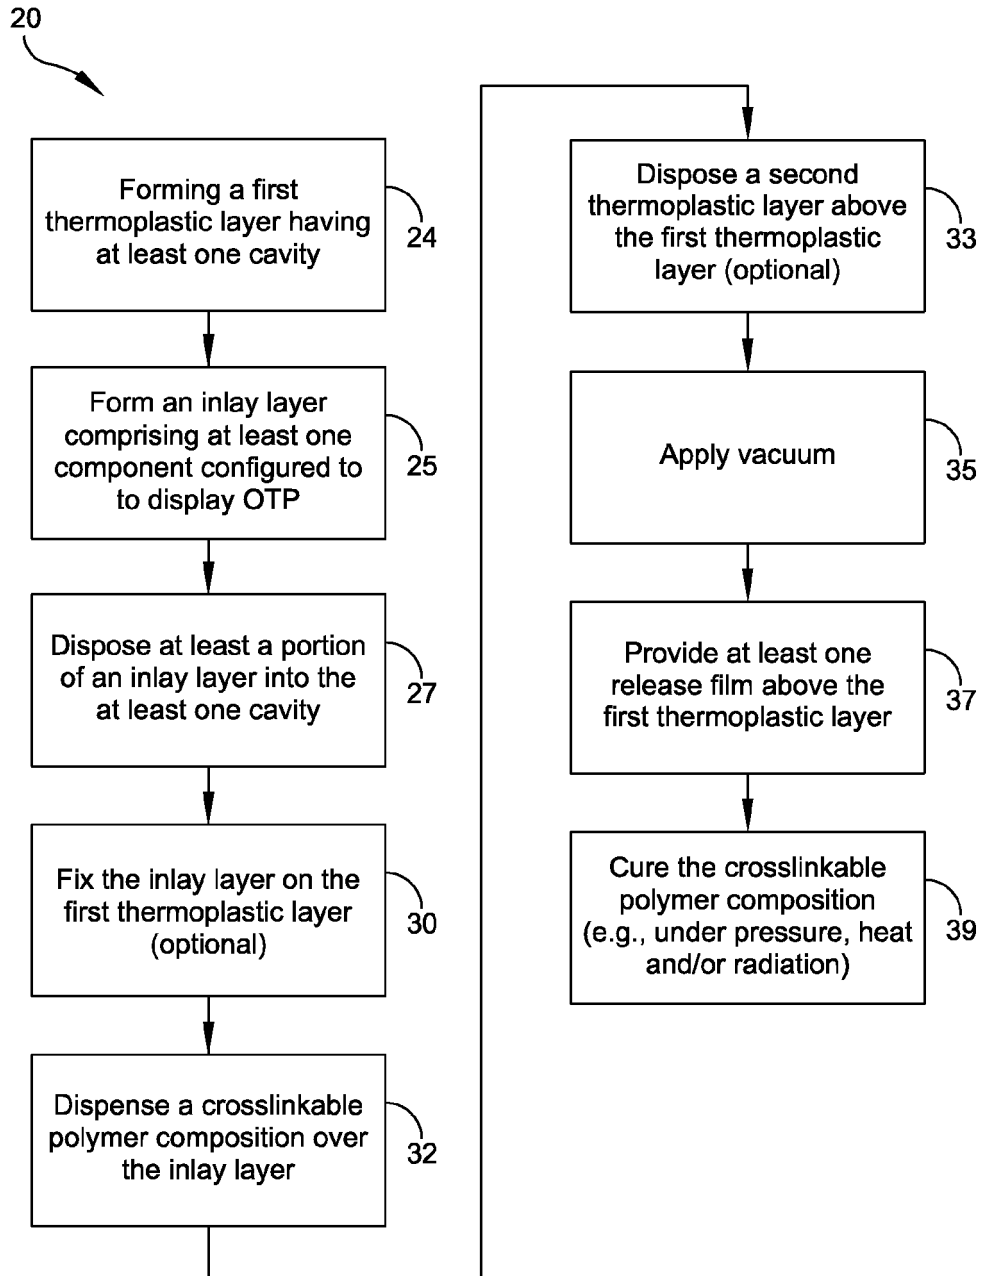 20
Forming a first
thermoplastic layer having
at least one cavity
24
Form an inlay layer
comprising at least one
component configured to
to display OTP
25
Dispose at least a portion
of an inlay layer into the
at least one cavity
27
Fix the inlay layer on the
first thermoplastic layer
(optional)
30
Dispense a crosslinkable
polymer composition over
the inlay layer
32
Dispose a second
thermoplastic layer above
the first thermoplastic
layer (optional)
33
Apply vacuum
35
Provide at least one
release film above the
first thermoplastic layer
37
Cure the crosslinkable
polymer composition
(e.g., under pressure, heat
and/or radiation)
39